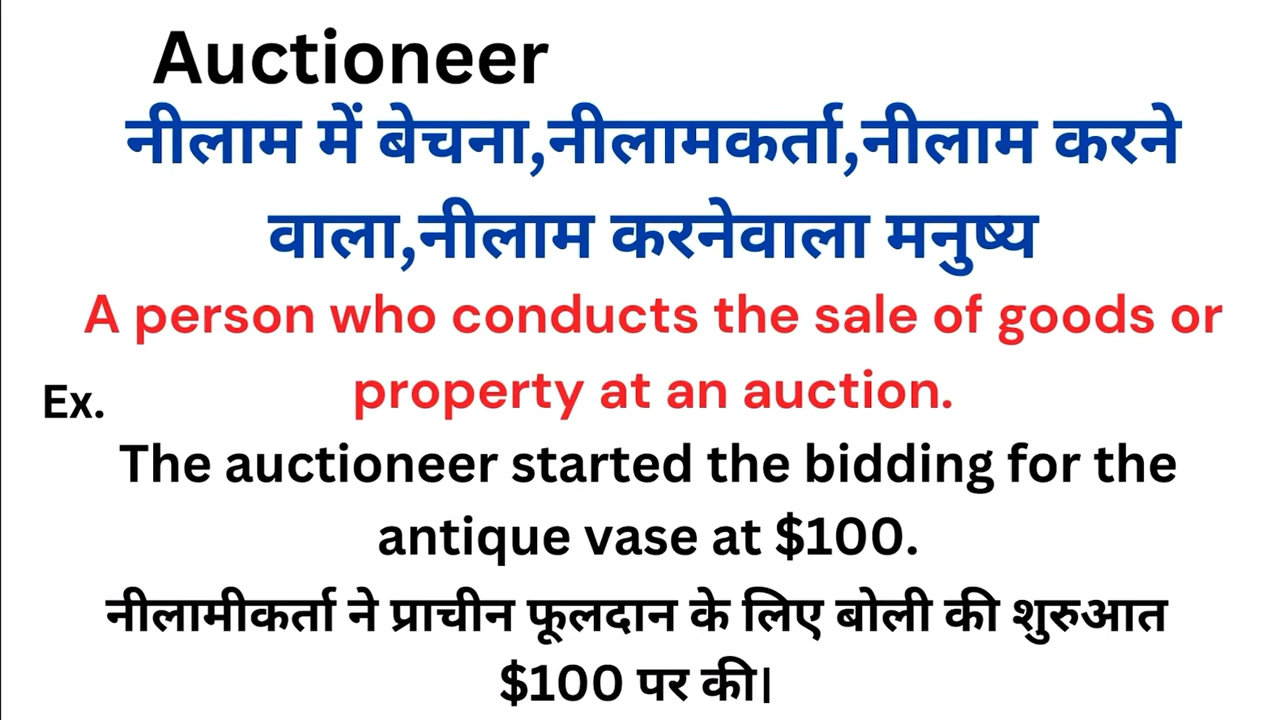 Auctioneer
नीलाम में बेचना,नीलामकर्ता,नीलाम करने
वाला,नीलाम करनेवाला मनुष्य
A person who conducts the sale of goods or
property at an auction.
Ex.
The auctioneer started the bidding for the
antique vase at $100.
नीलामीकर्ता ने प्राचीन फूलदान के लिए बोली की शुरुआत
$100 पर की।